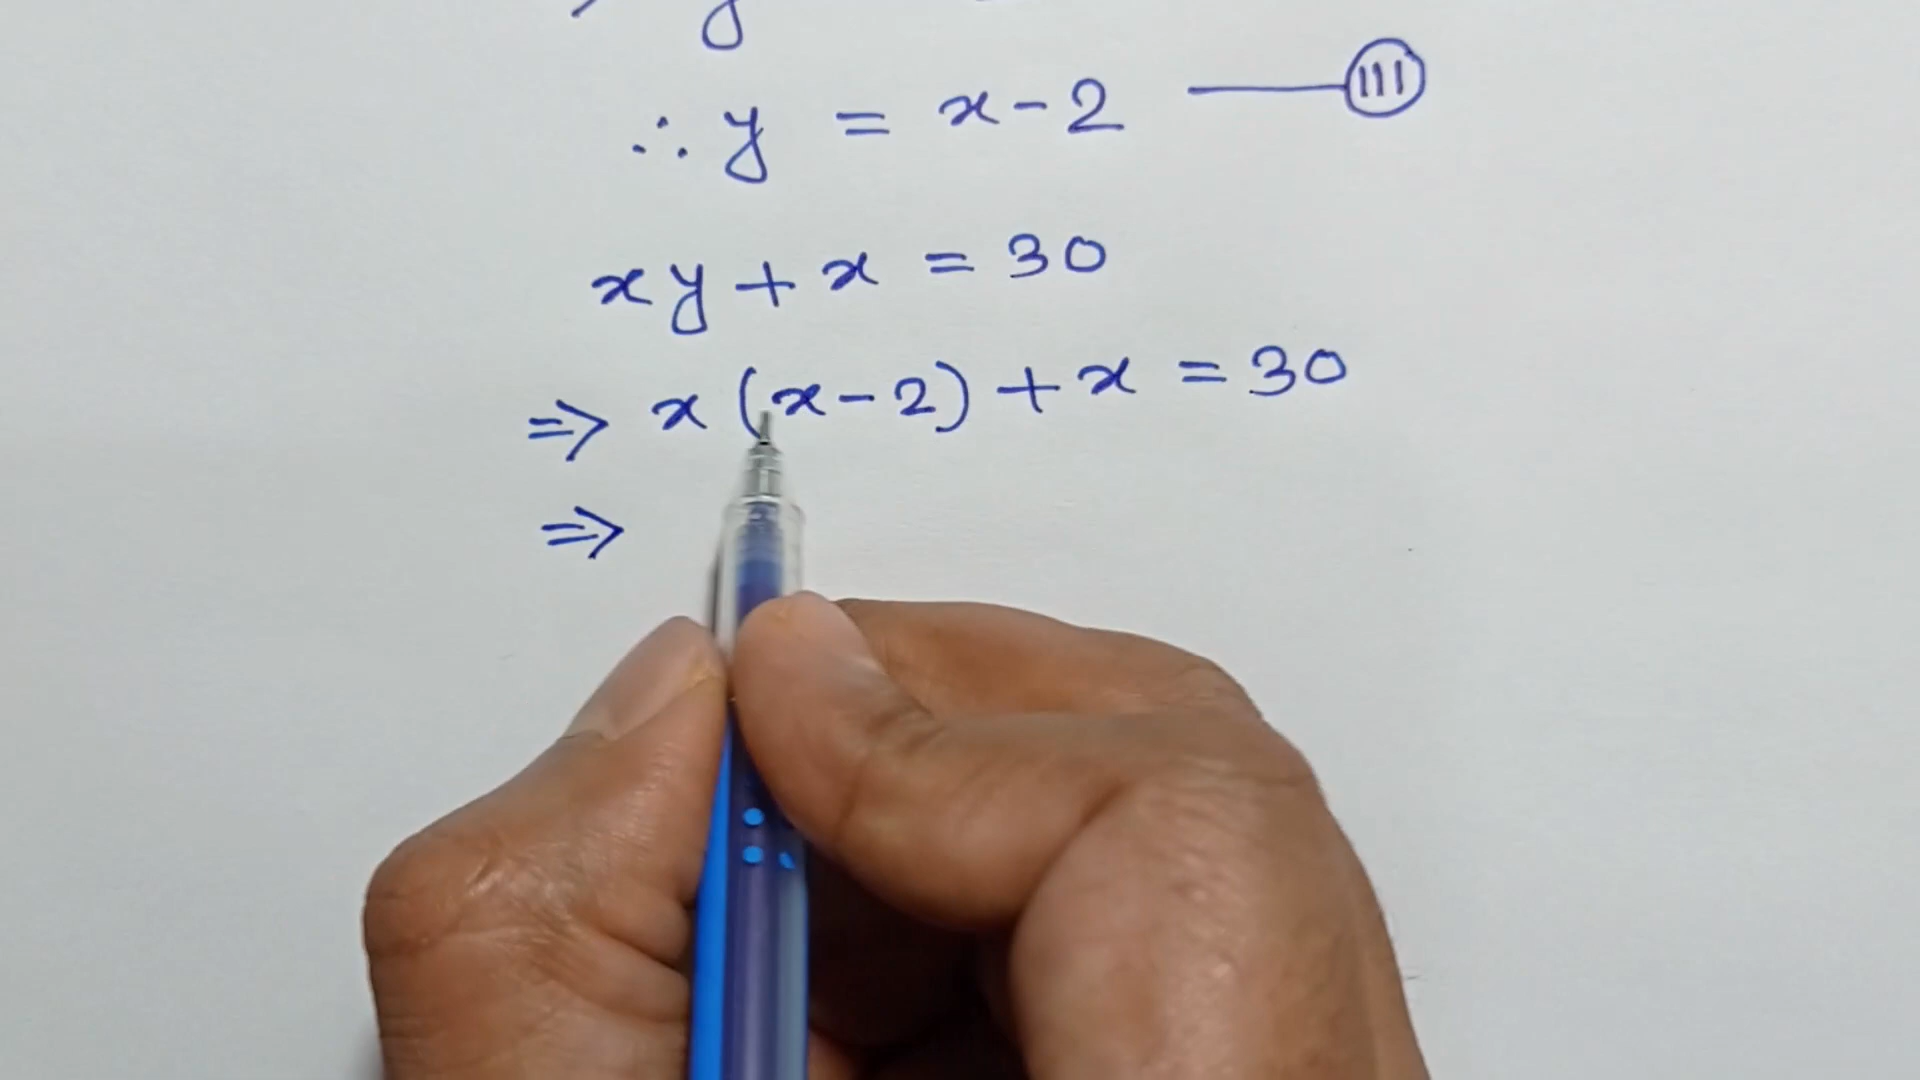 ∴ y = x - 2 —— III
xy + x = 30
⇒ x (x - 2) + x = 30
⇒